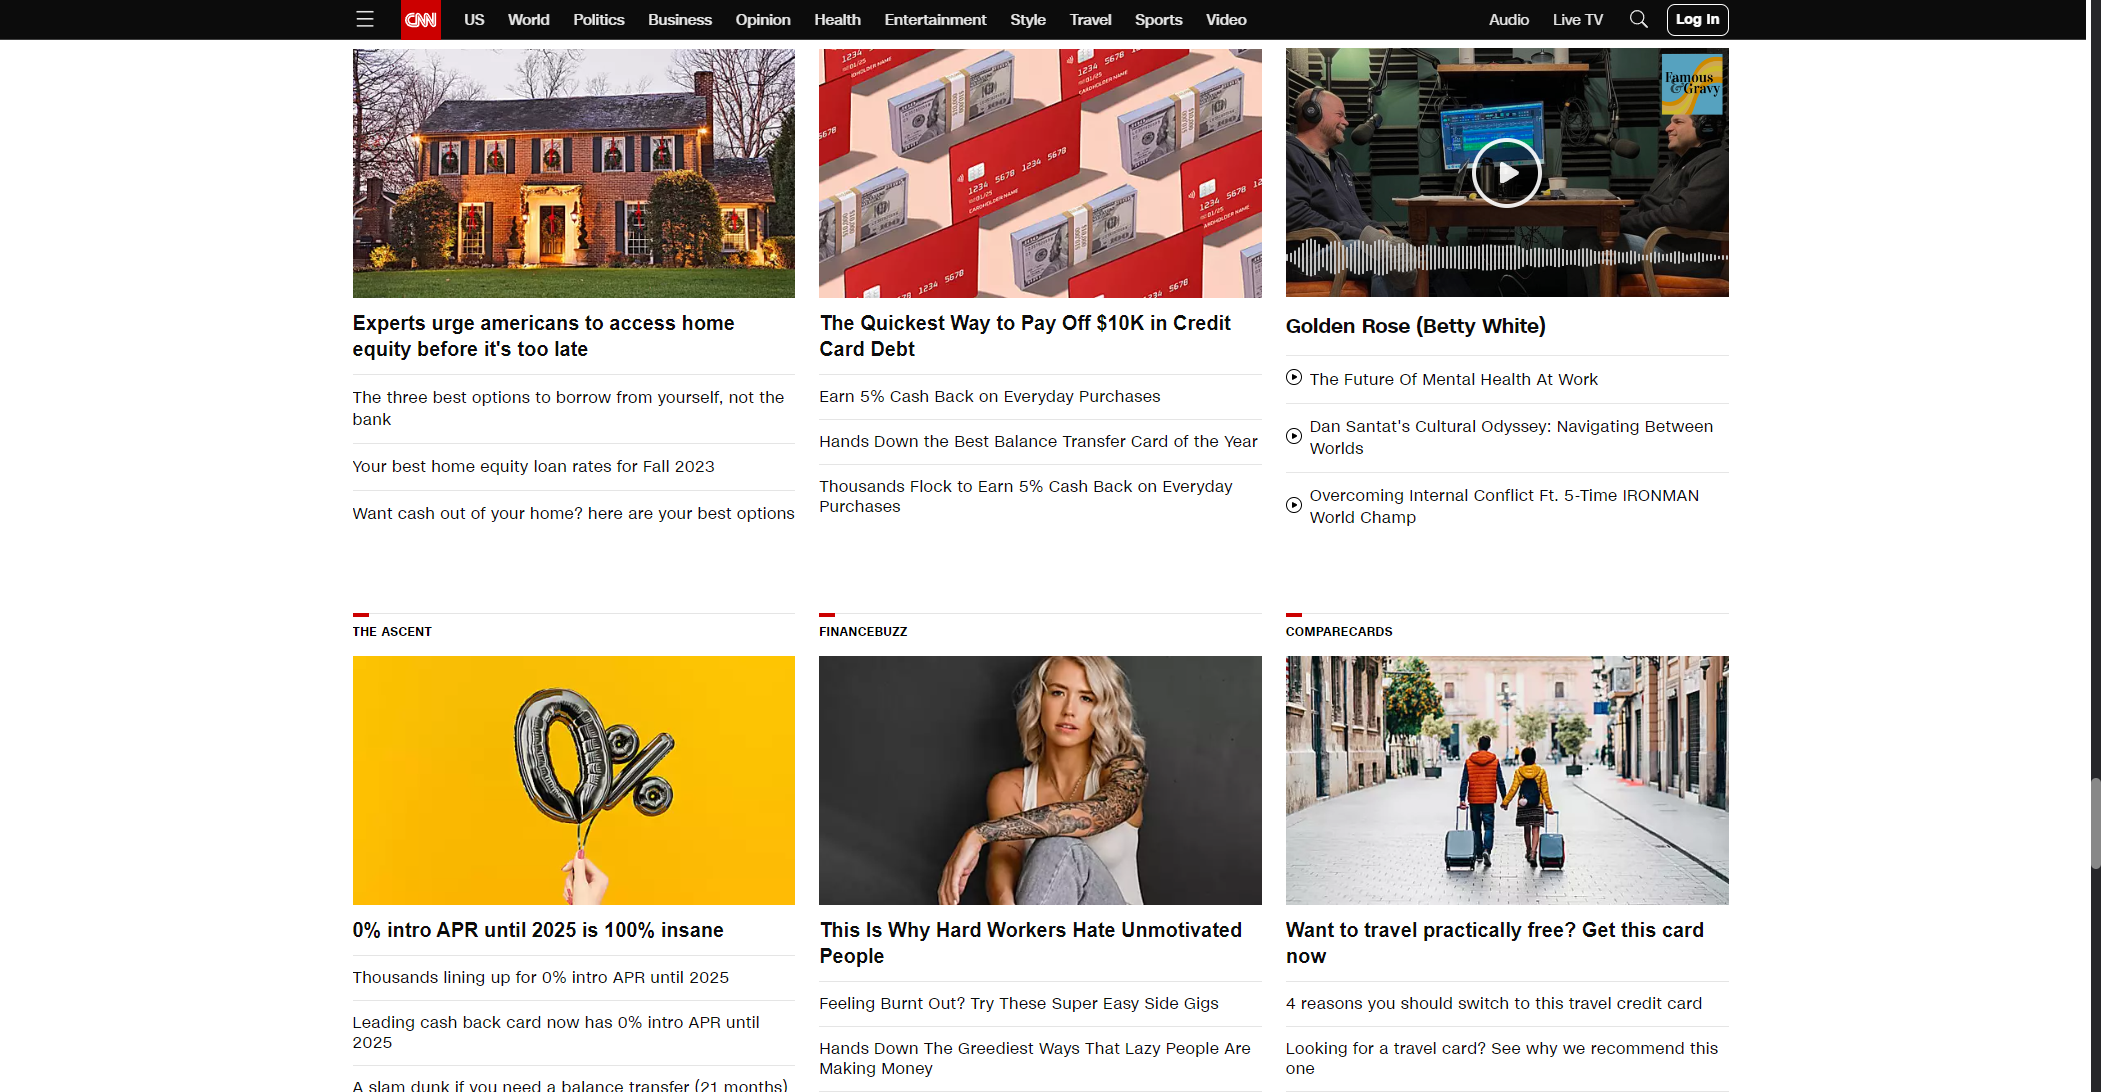 CNN US World Politics Business Opinion Health Entertainment Style Travel Sports Video Audio Live TV Log In
Famous
&Gravy
1234 5678
CARDHOLDER NAME
Experts urge americans to access home
equity before it's too late
The three best options to borrow from yourself, not the
bank
Your best home equity loan rates for Fall 2023
Want cash out of your home? here are your best options
The Quickest Way to Pay Off $10K in Credit
Card Debt
Earn 5% Cash Back on Everyday Purchases
Hands Down the Best Balance Transfer Card of the Year
Thousands Flock to Earn 5% Cash Back on Everyday
Purchases
Golden Rose (Betty White)
The Future Of Mental Health At Work
Dan Santat's Cultural Odyssey: Navigating Between
Worlds
Overcoming Internal Conflict Ft. 5-Time IRONMAN
World Champ
THE ASCENT
0%
0% intro APR until 2025 is 100% insane
Thousands lining up for 0% intro APR until 2025
Leading cash back card now has 0% intro APR until
2025
A slam dunk if you need a balance transfer (21 months)
FINANCEBUZZ
This Is Why Hard Workers Hate Unmotivated
People
Feeling Burnt Out? Try These Super Easy Side Gigs
Hands Down The Greediest Ways That Lazy People Are
Making Money
COMPARECARDS
Want to travel practically free? Get this card
now
4 reasons you should switch to this travel credit card
Looking for a travel card? See why we recommend this
one